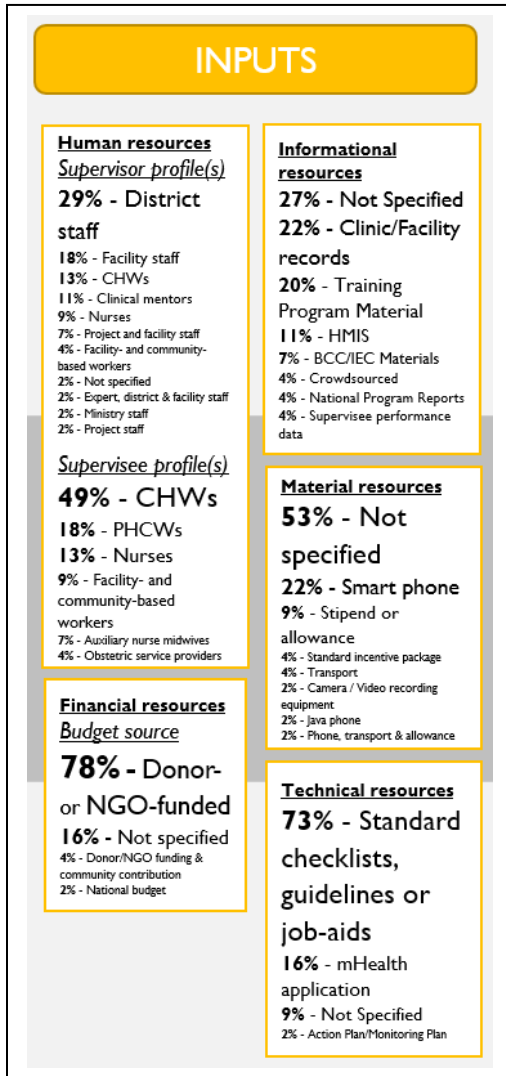 INPUTS
Human resources
Supervisor profile(s)
29% - District
staff
18% - Facility staff
13% - CHWs
11% - Clinical mentors
9% - Nurses
7% - Project and facility staff
4% - Facility- and community-
based workers
2% - Not specified
2% - Expert, district & facility staff
2% - Ministry staff
2% - Project staff
Supervisee profile(s)
49% - CHWs
18% - PHCWs
13% - Nurses
9% - Facility- and
community-based
workers
7% - Auxiliary nurse midwives
4% - Obstetric service providers
Financial resources
Budget source
78% - Donor-
or NGO-funded
16% - Not specified
4% - Donor/NGO funding &
community contribution
2% - National budget
Informational
resources
27% - Not Specified
22% - Clinic/Facility
records
20% - Training
Program Material
11% - HMIS
7% - BCC/IEC Materials
4% - Crowdsourced
4% - National Program Reports
4% - Supervisee performance
data
Material resources
53% - Not
specified
22% - Smart phone
9% - Stipend or
allowance
4% - Standard incentive package
4% - Transport
2% - Camera / Video recording
equipment
2% - Java phone
2% - Phone, transport & allowance
Technical resources
73% - Standard
checklists,
guidelines or
job-aids
16% - mHealth
application
9% - Not Specified
2% - Action Plan/Monitoring Plan